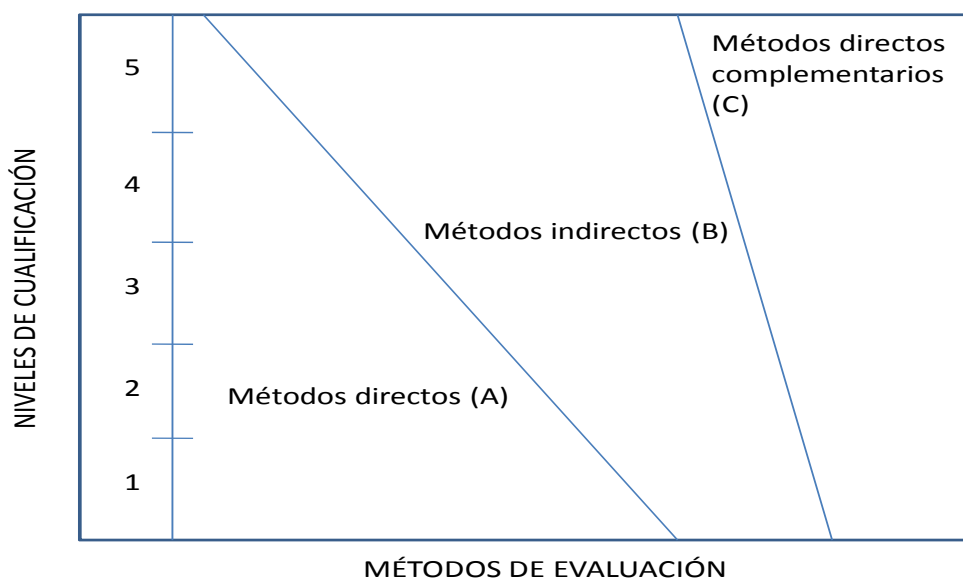 Métodos directos
complementarios
(C)
5
4
Métodos indirectos (B)
3
2
Métodos directos (A)
1
NIVELES DE CUALIFICACIÓN
MÉTODOS DE EVALUACIÓN